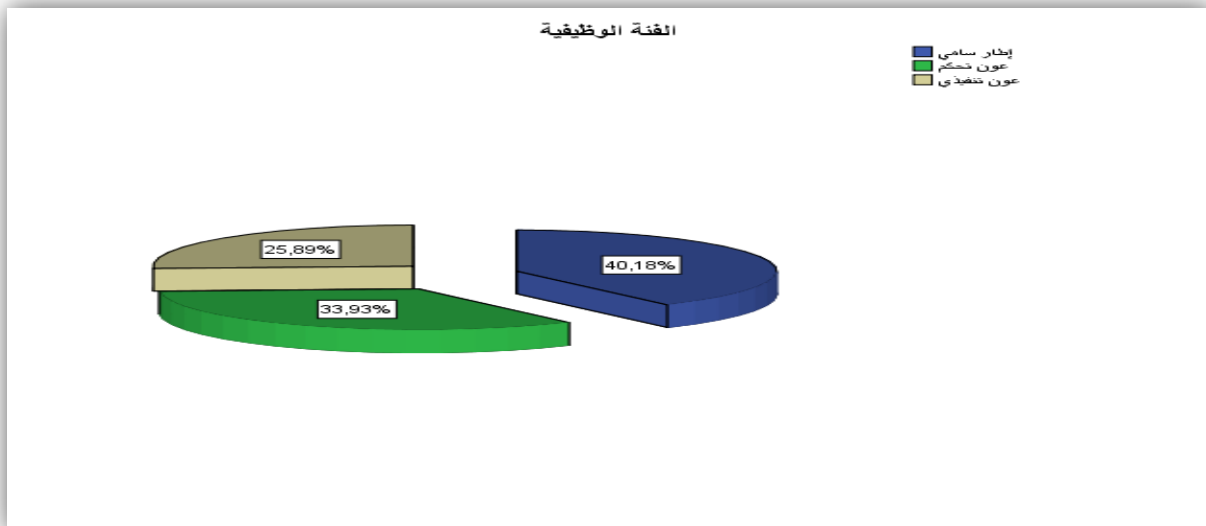 الفئة الوظيفية
إطار سامي
عون تحكم
عون تنفيذي
25,89%
40,18%
33,93%